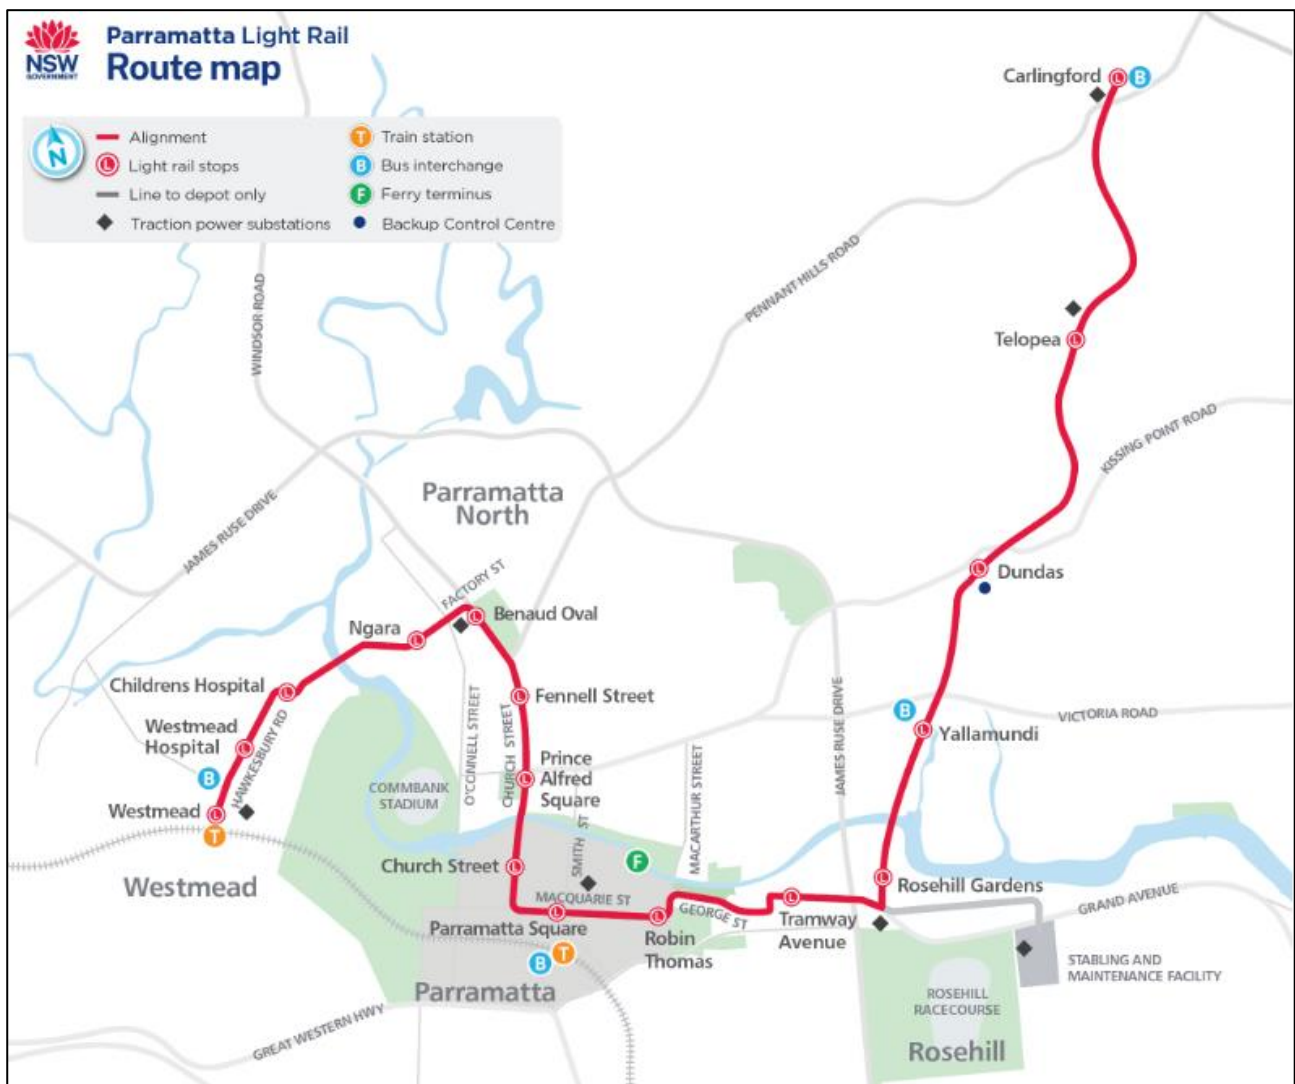 Parramatta Light Rail
Route map
NSW
GOVERNMENT
N
Alignment
L Light rail stops
Line to depot only
Traction power substations
T Train station
B Bus interchange
F Ferry terminus
Backup Control Centre
Carlingford L B
WINDSOR ROAD
PENNANT HILLS ROAD
Telopea L
KISSING POINT ROAD
JAMES RUSE DRIVE
Parramatta
North
FACTORY ST
L Dundas
Ngara L
L Benaud Oval
Childrens Hospital L
L Fennell Street
Westmead
Hospital L
B
HAWKESBURY RD
O'CONNELL STREET
CHURCH STREET
JAMES RUSE DRIVE
B
L Yallamundi
VICTORIA ROAD
L Prince
Alfred
Square
COMMBANK
STADIUM
MACARTHUR STREET
Westmead L
T
SMITH ST
Westmead
Church Street L
F
L Rosehill Gardens
MACQUARIE ST
GEORGE ST
GRAND AVENUE
L
Parramatta Square
L
Robin
Thomas
L
Tramway
Avenue
B T
Parramatta
STABLING AND
MAINTENANCE FACILITY
ROSEHILL
RACECOURSE
GREAT WESTERN HWY
Rosehill